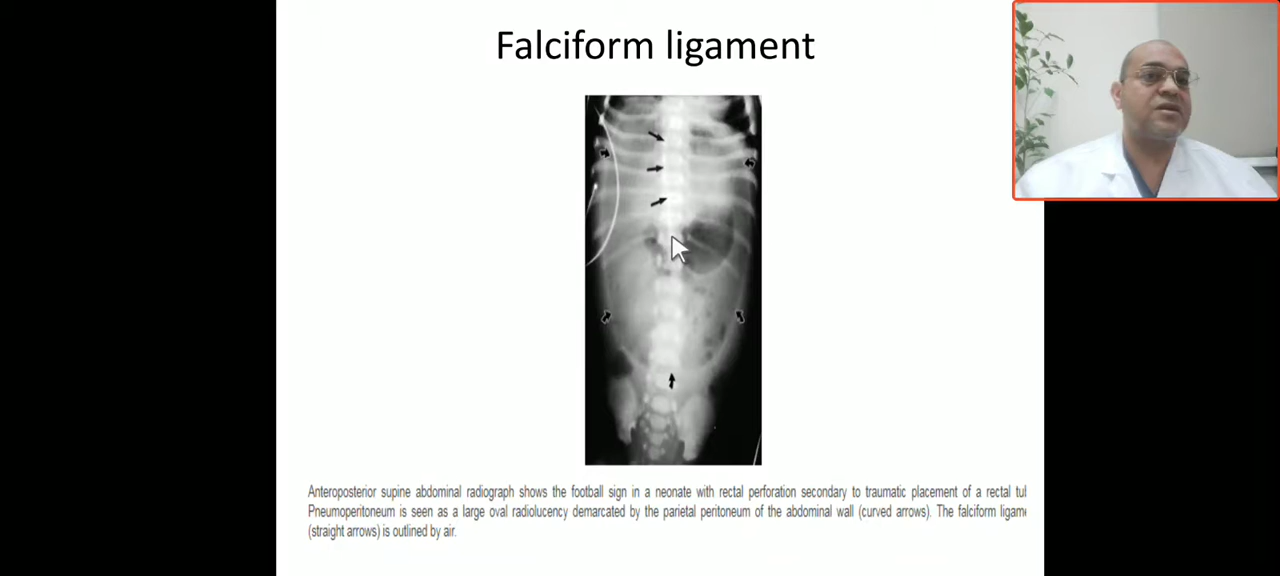 Falciform ligament
Anteroposterior supine abdominal radiograph shows the football sign in a neonate with rectal perforation secondary to traumatic placement of a rectal
Pneumoperitoneum is seen as a large oval radiolucency demarcated by the parietal peritoneum of the abdominal wall (curved arrows). The falciform
(straight arrows) is outlined by air.